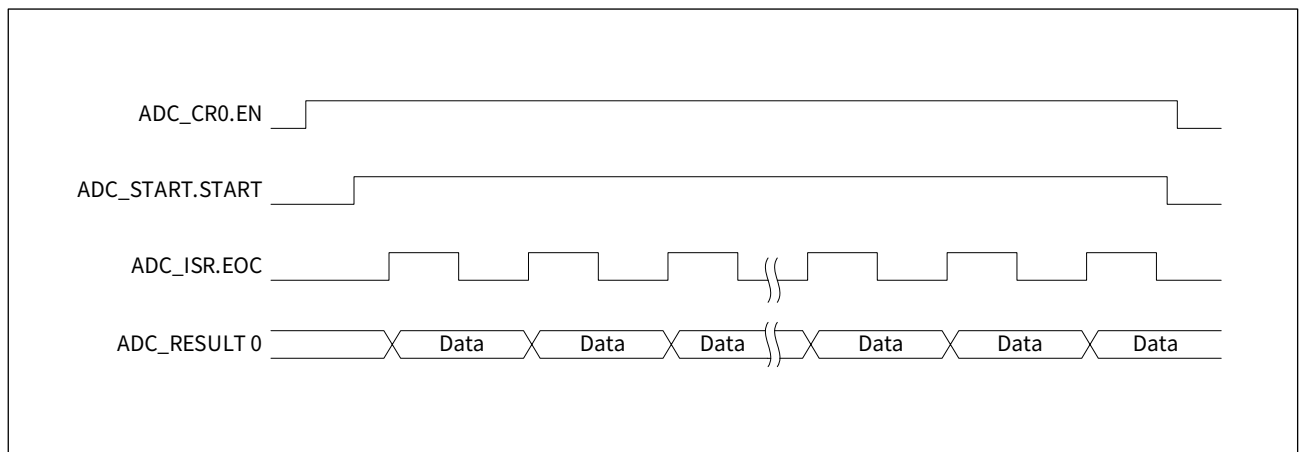 ADC_CR0.EN
ADC_START.START
ADC_ISR.EOC
ADC_RESULT 0 Data Data Data Data Data Data